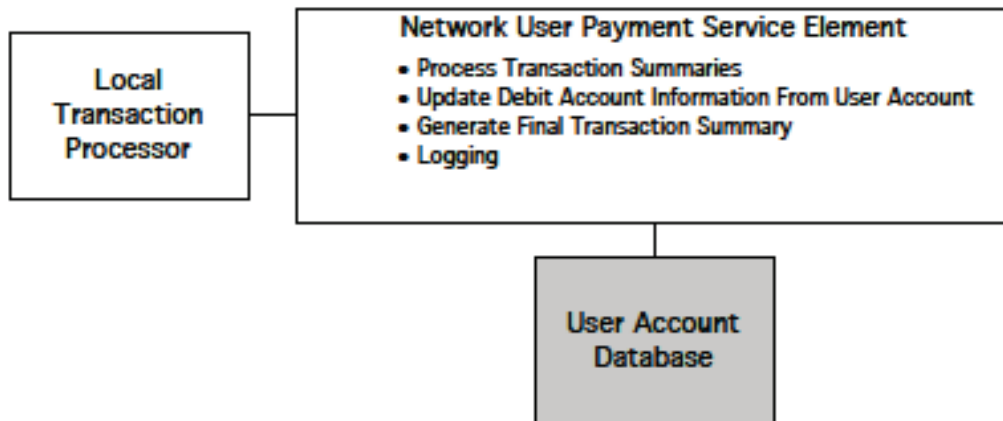 Local
Transaction
Processor
Network User Payment Service Element
• Process Transaction Summaries
• Update Debit Account Information From User Account
• Generate Final Transaction Summary
• Logging
User Account
Database